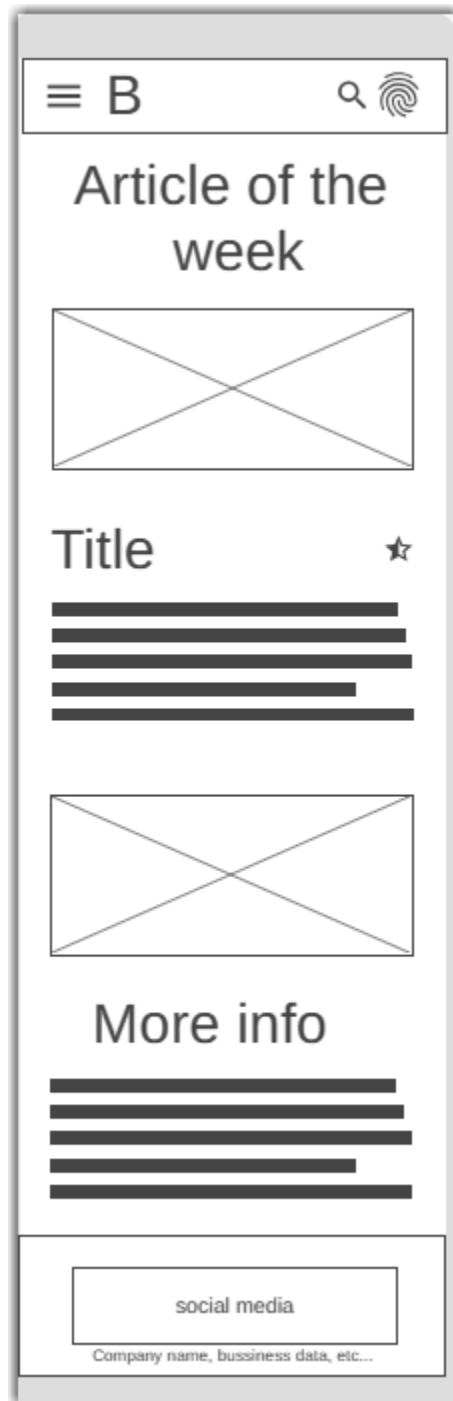 B
Article of the
week
Title
More info
social media
Company name, bussiness data, etc...